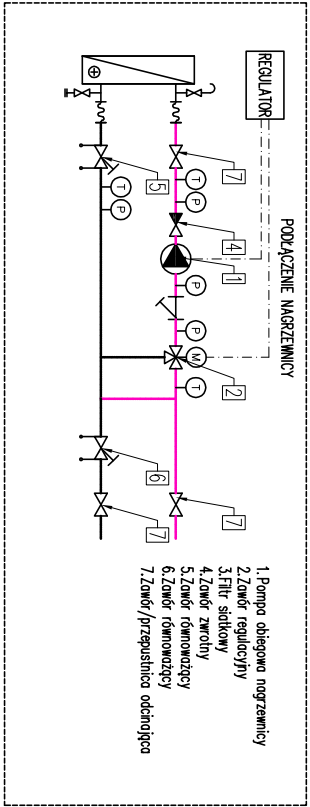 PODŁĄCZENIE NAGRZEWNICY
REGULATOR
7
T
P
4
1
P
P
M
2
T
7
5
T
P
6
7
1.Pompa obiegowa nagrzewnicy
2.Zawór regulacyjny
3.Filtr siatkowy
4.Zawór zwrotny
5.Zawór równoważący
6.Zawór równoważący
7.Zawór/przepustnica odcinająca